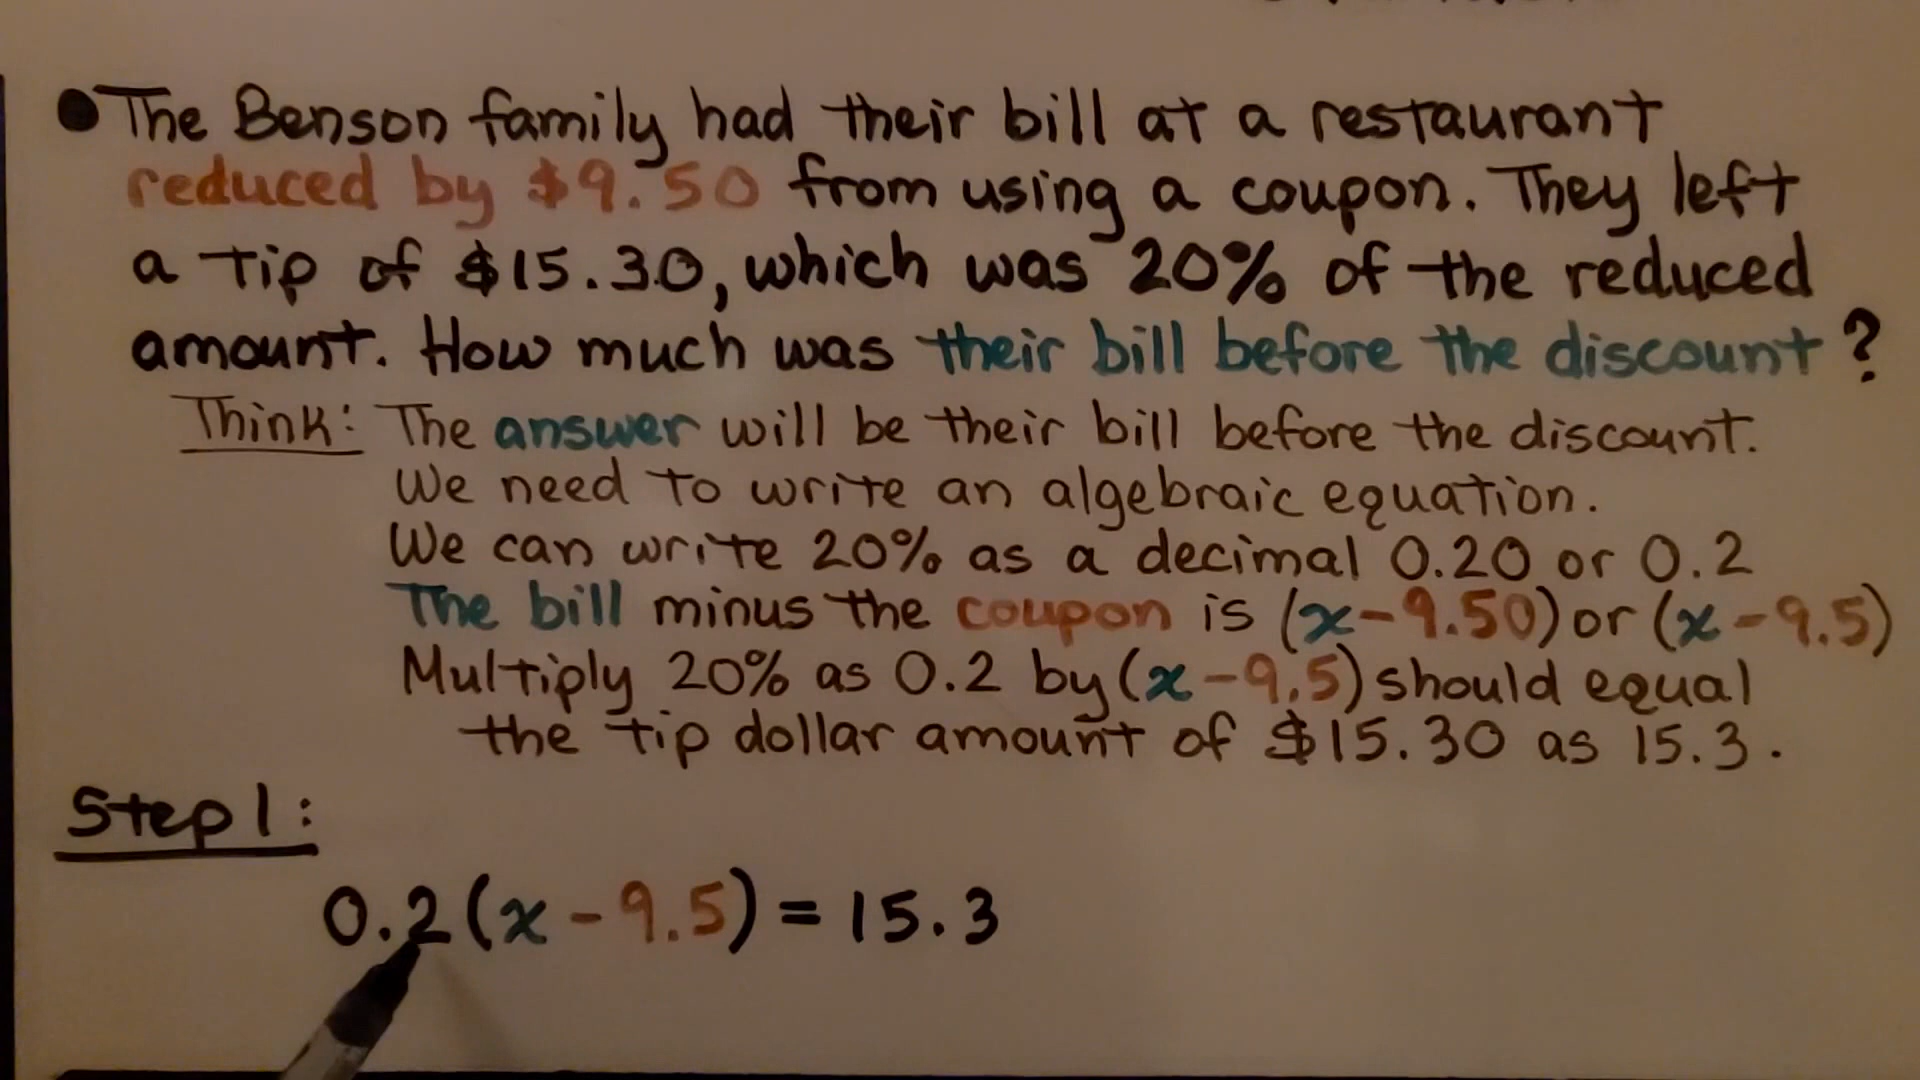 ● The Benson family had their bill at a restaurant
reduced by $9.50 from using a coupon. They left
a tip of $15.30, which was 20% of the reduced
amount. How much was their bill before the discount?
Think: The answer will be their bill before the discount.
We need to write an algebraic equation.
We can write 20% as a decimal 0.20 or 0.2
The bill minus the coupon is (x-9.50) or (x-9.5)
Multiply 20% as 0.2 by (x-9.5) should equal
the tip dollar amount of $15.30 as 15.3.
Step 1:
0.2(x-9.5) = 15.3